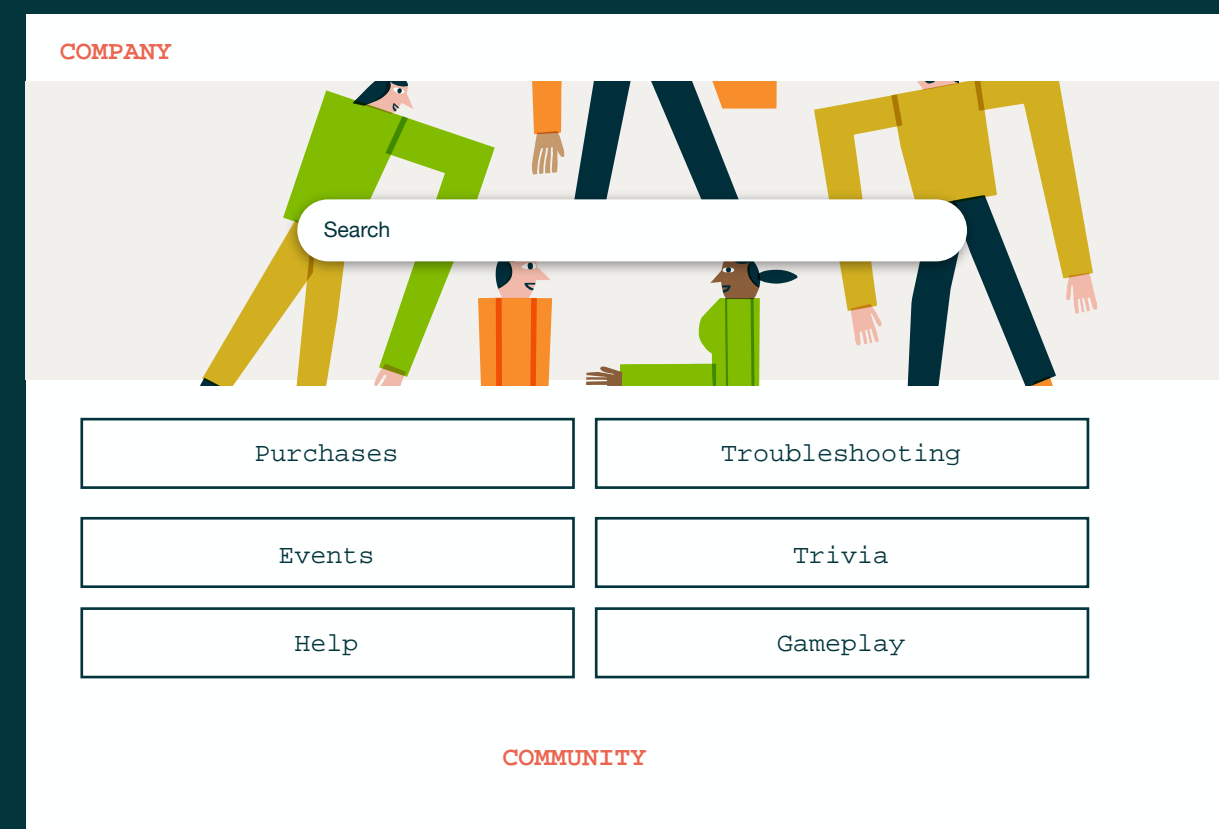 COMPANY
Search
Purchases
Troubleshooting
Events
Trivia
Help
Gameplay
COMMUNITY